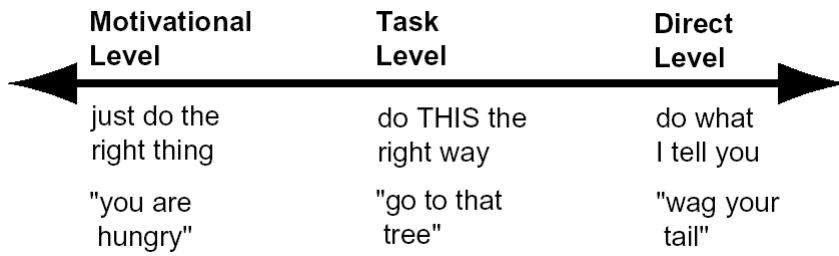 Motivational Level
Task Level
Direct Level
just do the right thing
do THIS the right way
do what I tell you
"you are hungry"
"go to that tree"
"wag your tail"